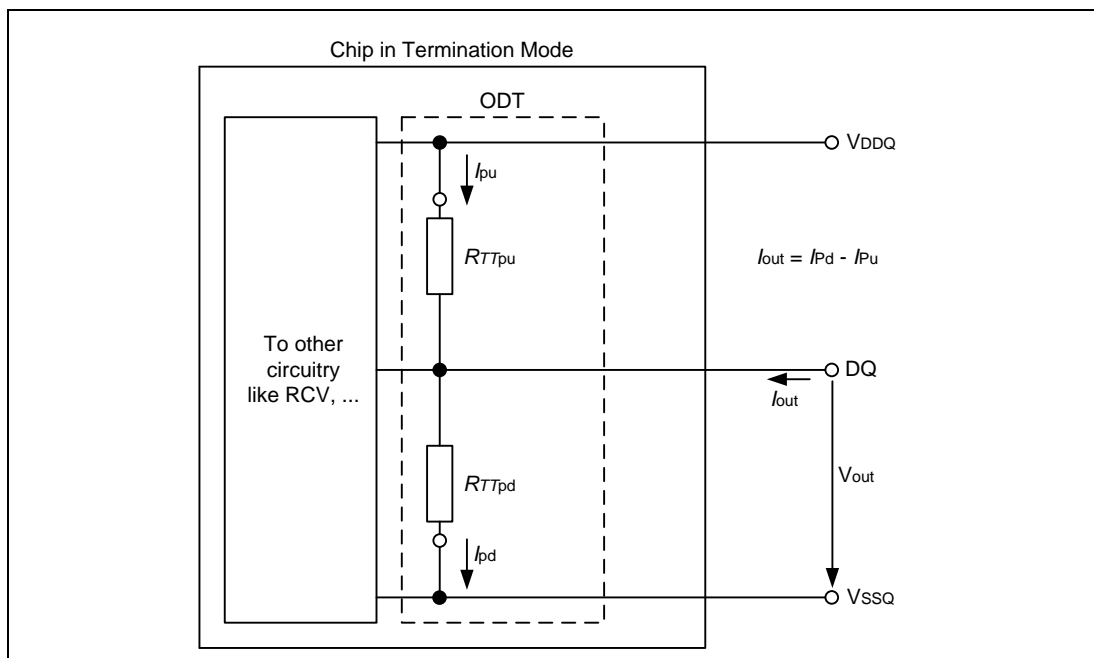 Chip in Termination Mode
ODT
VDDQ
Ipu
RTTpu
Iout = IPd - IPu
To other
circuitry
like RCV, ...
DQ
Iout
RTTpd
Vout
Ipd
VSSQ